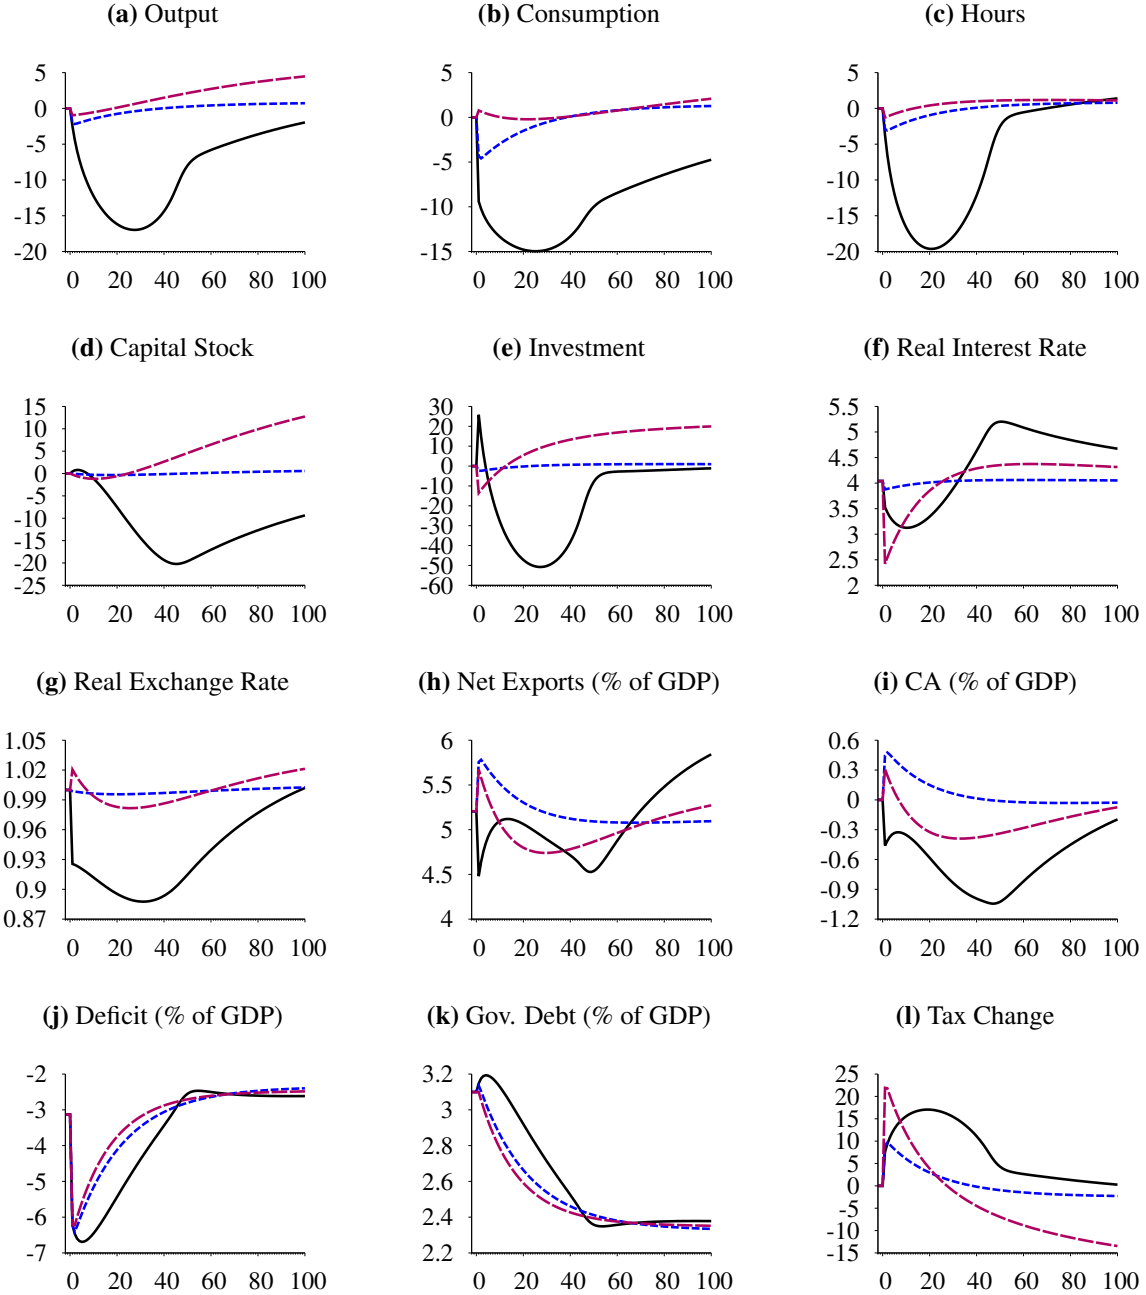 (a) Output (b) Consumption (c) Hours
5 5 5
0 0 0
-5 -5 -5
-10 -10 -10
-15 -15 -15
-20 -20
0 20 40 60 80 100 0 20 40 60 80 100 0 20 40 60 80 100
(d) Capital Stock (e) Investment (f) Real Interest Rate
15 30 5.5
10 20 5
5 10 4.5
0 0 4
-5 -10 3.5
-10 -20 3
-15 -30 2.5
-20 -40 2
-25 -50
-60
0 20 40 60 80 100 0 20 40 60 80 100 0 20 40 60 80 100
(g) Real Exchange Rate (h) Net Exports (% of GDP) (i) CA (% of GDP)
1.05 6 0.6
1.02 5.5 0.3
0.99 5 0
0.96 4.5 -0.3
0.93 4 -0.6
0.9 -0.9
0.87 -1.2
0 20 40 60 80 100 0 20 40 60 80 100 0 20 40 60 80 100
(j) Deficit (% of GDP) (k) Gov. Debt (% of GDP) (l) Tax Change
-2 3.2 25
-3 3 20
-4 2.8 15
-5 2.6 10
-6 2.4 5
-7 2.2 0
-5
-10
-15
0 20 40 60 80 100 0 20 40 60 80 100 0 20 40 60 80 100